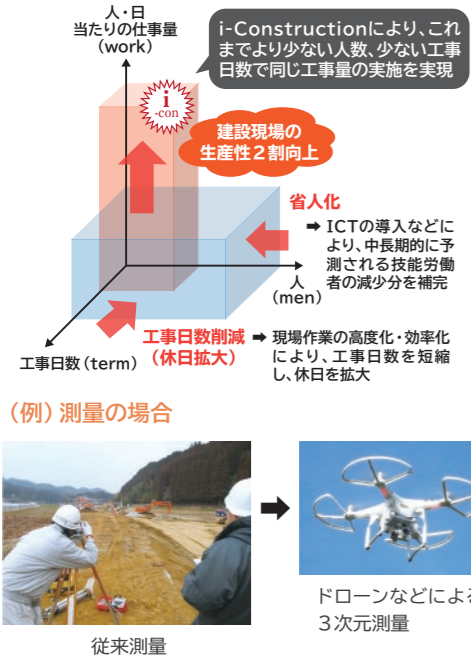 人・日
当たりの仕事量
(work)
i-Constructionにより、これ
までより少ない人数、少ない工事
日数で同じ工事量の実施を実現
i
-con
建設現場の
生産性2割向上
省人化
➡ ICTの導入などに
より、中長期的に予
測される技能労働
者の減少分を補完
人
(men)
工事日数削減
(休日拡大)
➡ 現場作業の高度化・効率化
により、工事日数を短縮
し、休日を拡大
工事日数(term)
(例)測量の場合
従来測量
ドローンなどによる
3次元測量